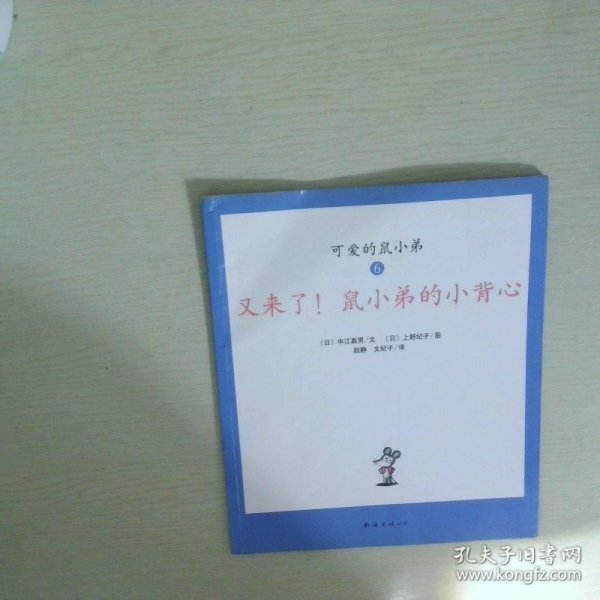 可爱的鼠小弟
6
又来了！鼠小弟的小背心
〔日〕中江嘉男/文 〔日〕上野纪子/图
赵静 文纪子/译
南海出版公司
孔夫子旧书网
www.kongfz.com